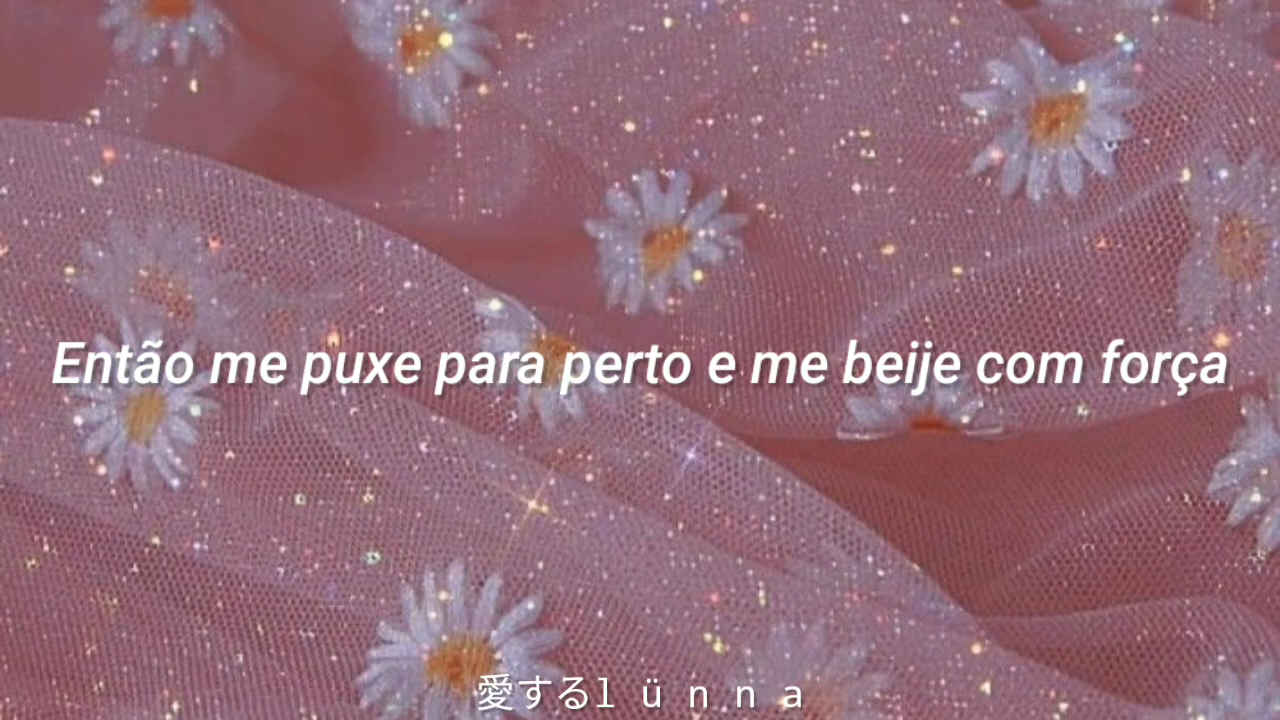 Então me puxe para perto e me beije com força
愛するl ü n n a